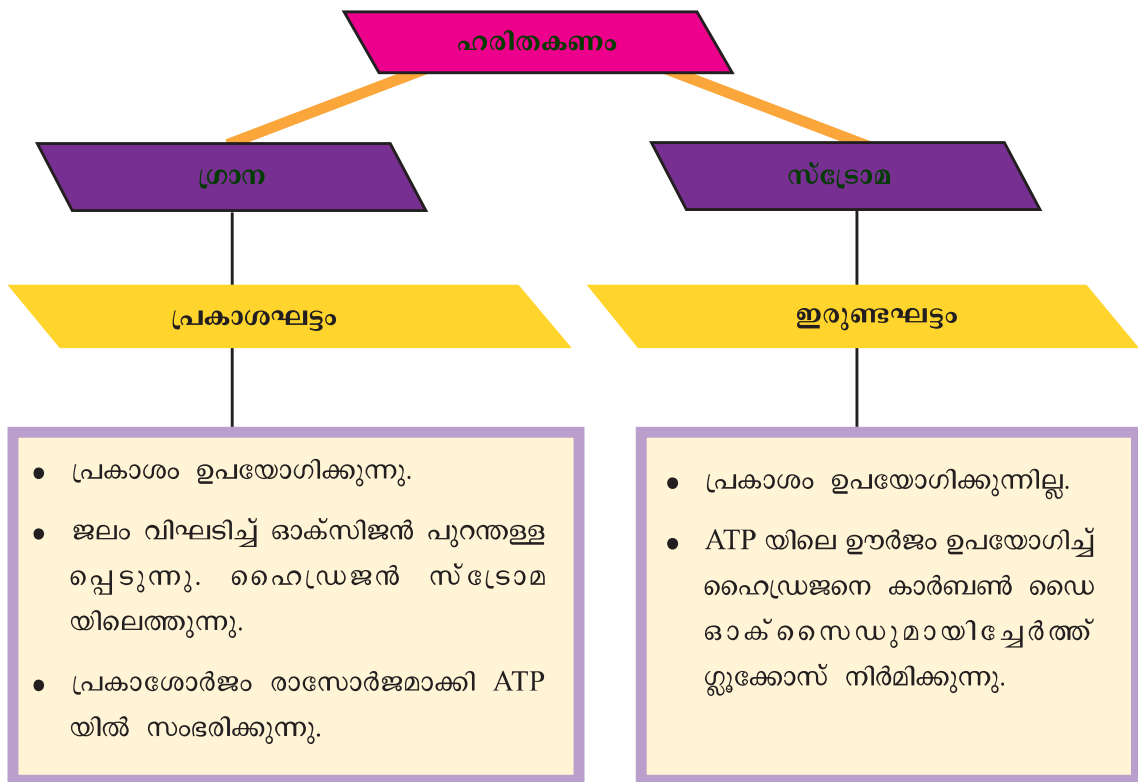 ഹരിതകണം
ഗ്രാന
സ്ട്രോമ
പ്രകാശഘട്ടം
ഇരുണ്ടഘട്ടം
• പ്രകാശം ഉപയോഗിക്കുന്നു.
• ജലം വിഘടിച്ച് ഓക്സിജൻ പുറന്തള്ള
പ്പെടുന്നു. ഹൈഡ്രജൻ സ്ട്രോമ
യിലെത്തുന്നു.
• പ്രകാശോർജം രാസോർജമാക്കി ATP
യിൽ സംഭരിക്കുന്നു.
• പ്രകാശം ഉപയോഗിക്കുന്നില്ല.
• ATP യിലെ ഊർജം ഉപയോഗിച്ച്
ഹൈഡ്രജനെ കാർബൺ ഡൈ
ഓക്സൈഡുമായിച്ചേർത്ത്
ഗ്ലൂക്കോസ് നിർമിക്കുന്നു.